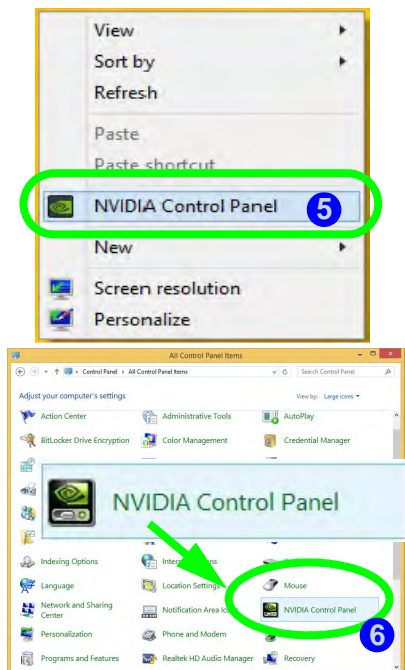 View
Sort by
Refresh
Paste
Paste shortcut
NVIDIA Control Panel 5
New
Screen resolution
Personalize
All Control Panel Items
Control Panel All Control Panel Items Search Control Panel
Adjust your computer's settings View by: Large icons
Action Center Administrative Tools AutoPlay
BitLocker Drive Encryption Color Management Credential Manager
NVIDIA Control Panel
Indexing Options
Language Location Settings Mouse
Network and Sharing Center Notification Area NVIDIA Control Panel
6
Personalization Phone and Modem
Programs and Features Realtek HD Audio Manager Recovery